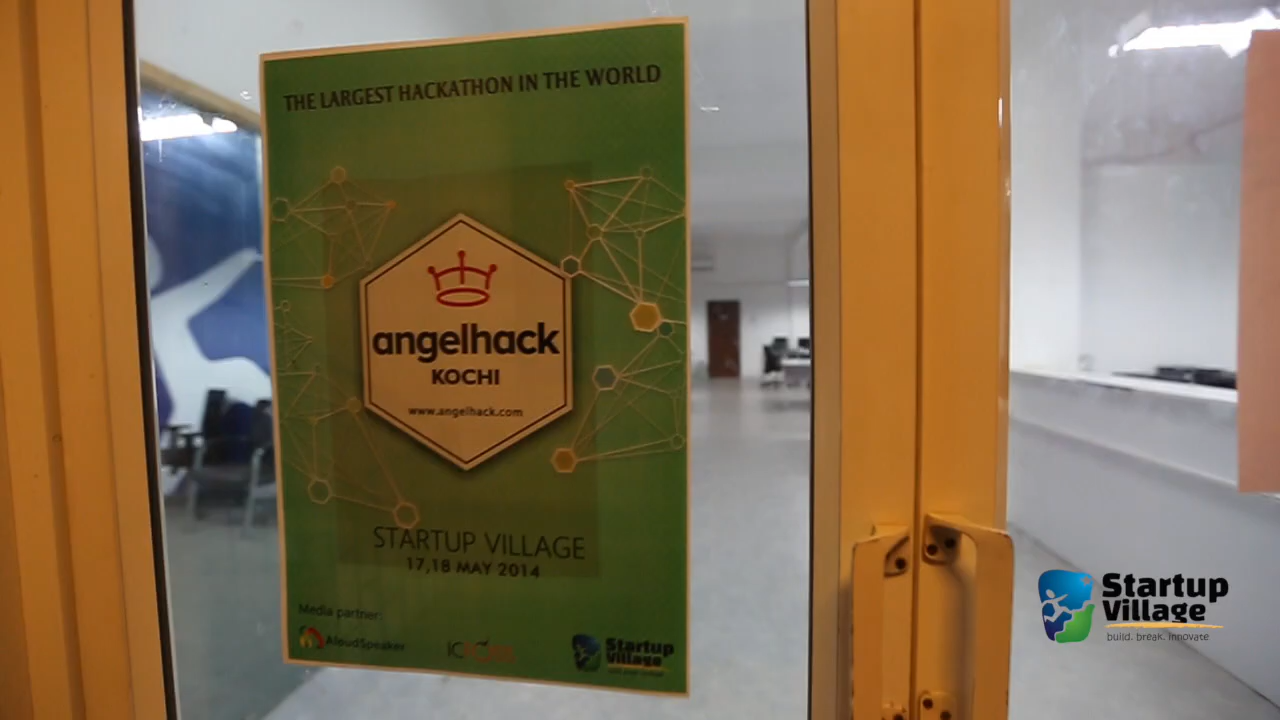 THE LARGEST HACKATHON IN THE WORLD
angelhack
KOCHI
www.angelhack.com
STARTUP VILLAGE
17,18 MAY 2014
Media partner:
AloudSpeaker
Startup
Village
Startup
Village
build. break. innovate